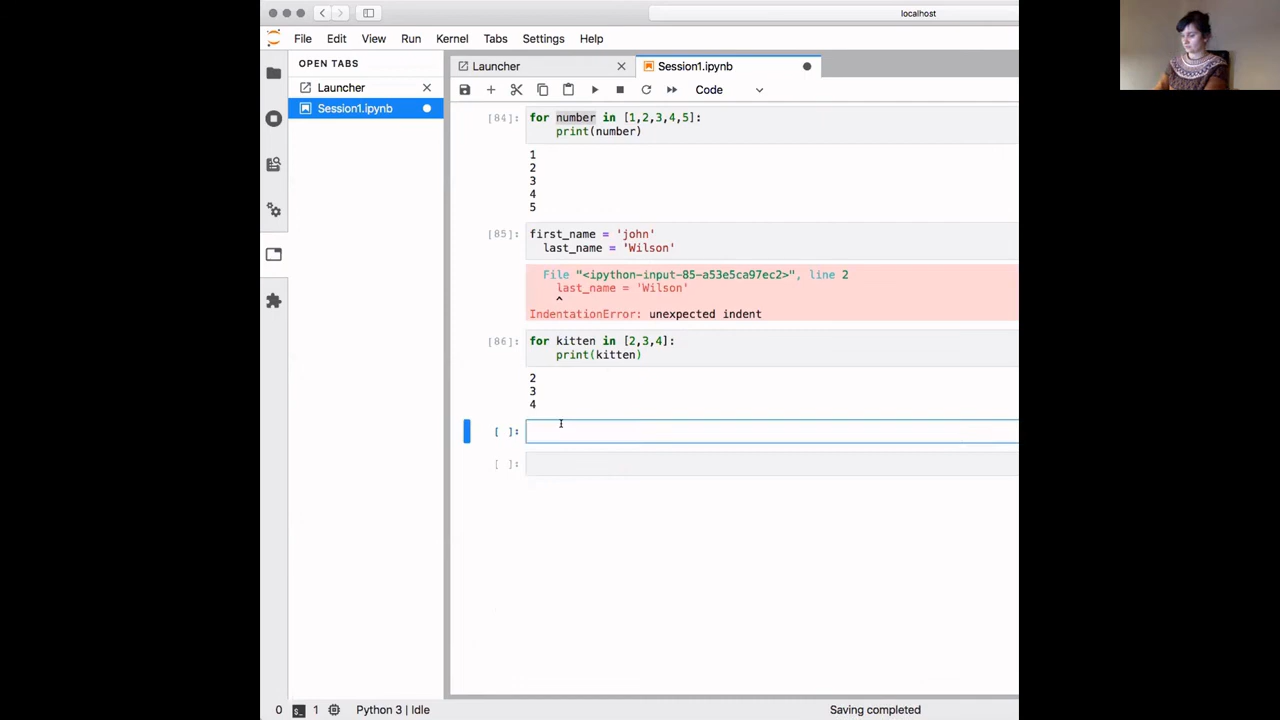 localhost
File Edit View Run Kernel Tabs Settings Help
OPEN TABS
Launcher
Session1.ipynb
Launcher
Session1.ipynb
Code
[84]: for number in [1,2,3,4,5]:
print(number)
1
2
3
4
5
[85]: first_name = 'john'
last_name = 'Wilson'
File "<ipython-input-85-a53e5ca97ec2>", line 2
last_name = 'Wilson'
^
IndentationError: unexpected indent
[86]: for kitten in [2,3,4]:
print(kitten)
2
3
4
[ ]:
[ ]:
0 $_ 1 Python 3 | Idle Saving completed